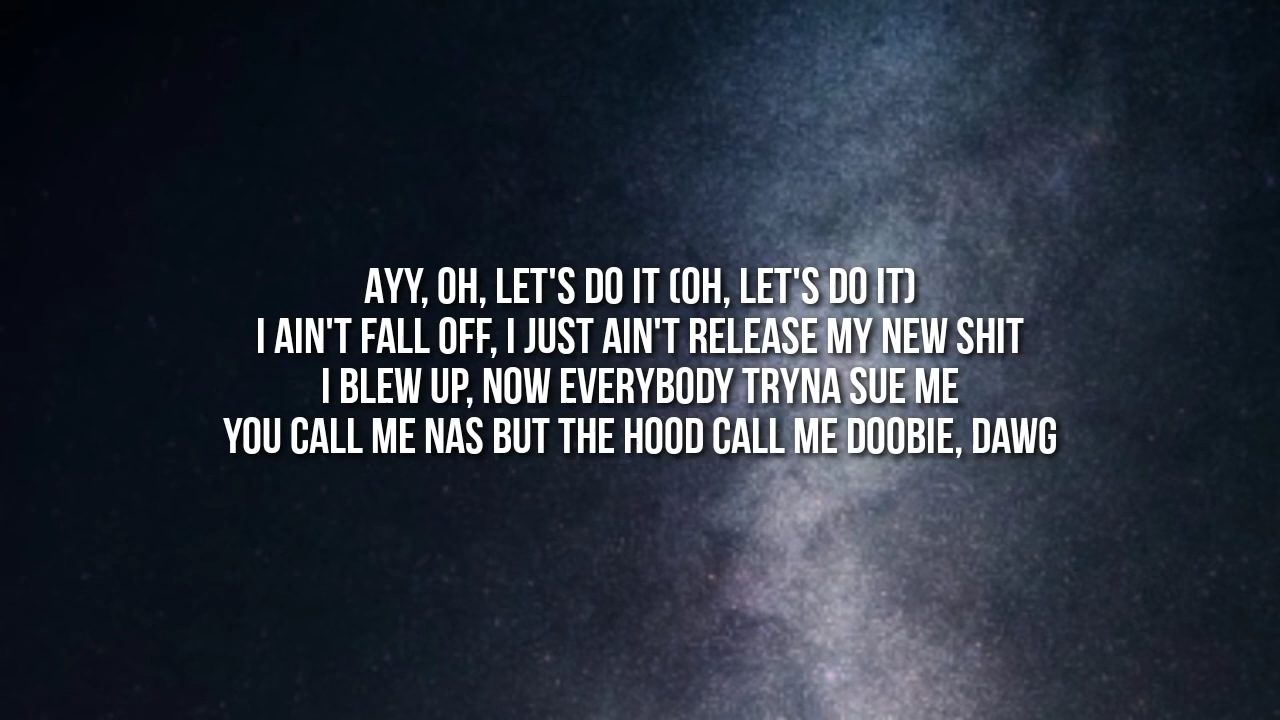 AYY, OH, LET'S DO IT (OH, LET'S DO IT)
I AIN'T FALL OFF, I JUST AIN'T RELEASE MY NEW SHIT
I BLEW UP, NOW EVERYBODY TRYNA SUE ME
YOU CALL ME NAS BUT THE HOOD CALL ME DOOBIE, DAWG